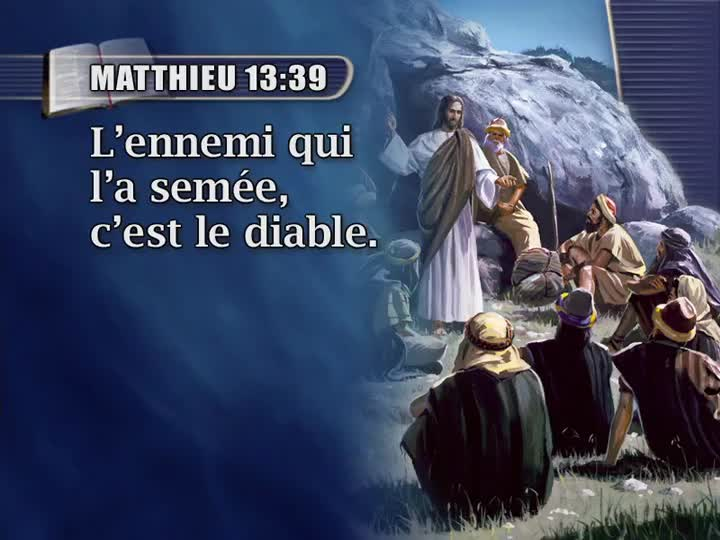 MATTHIEU 13:39
L’ennemi qui
l’a semée,
c’est le diable.